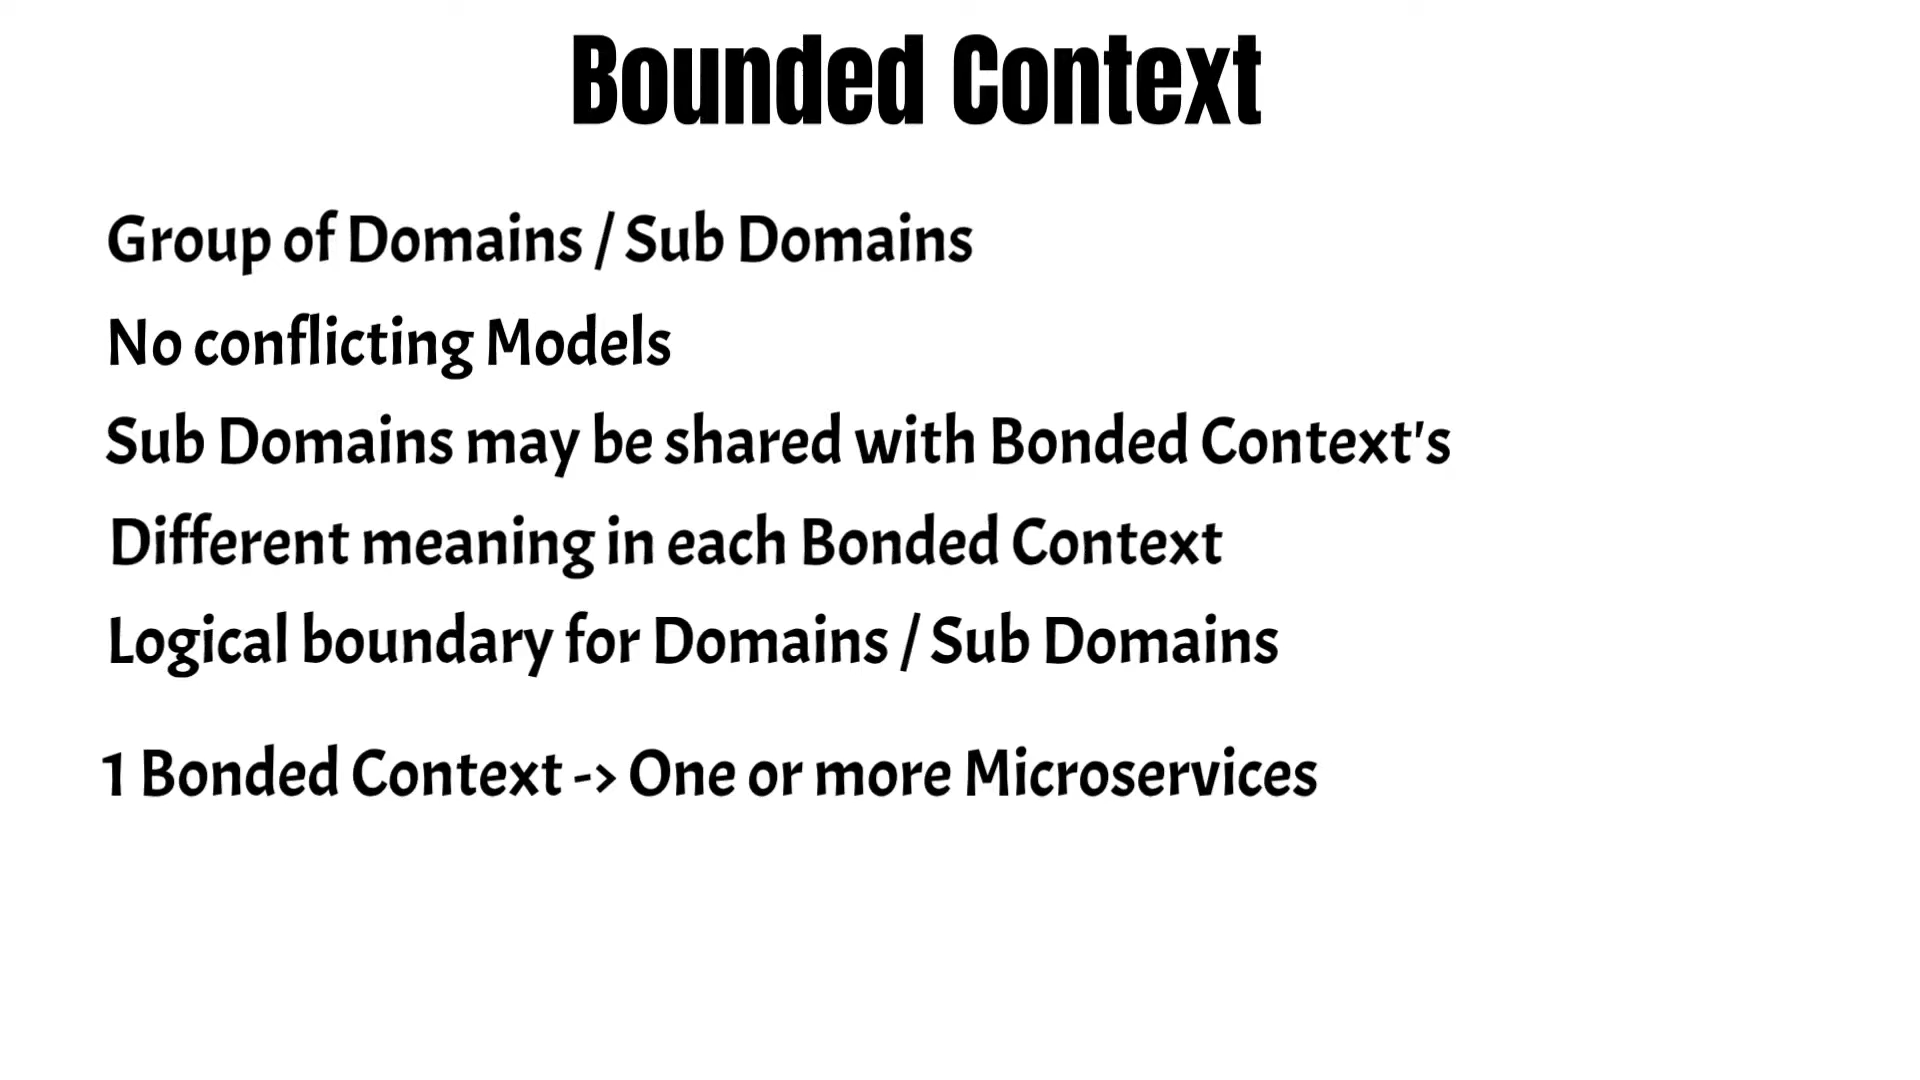 Bounded Context
Group of Domains / Sub Domains
No conflicting Models
Sub Domains may be shared with Bonded Context's
Different meaning in each Bonded Context
Logical boundary for Domains / Sub Domains
1 Bonded Context -> One or more Microservices